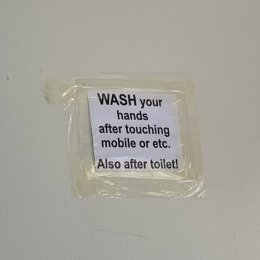 WASH your
hands
after touching
mobile or etc.
Also after toilet!